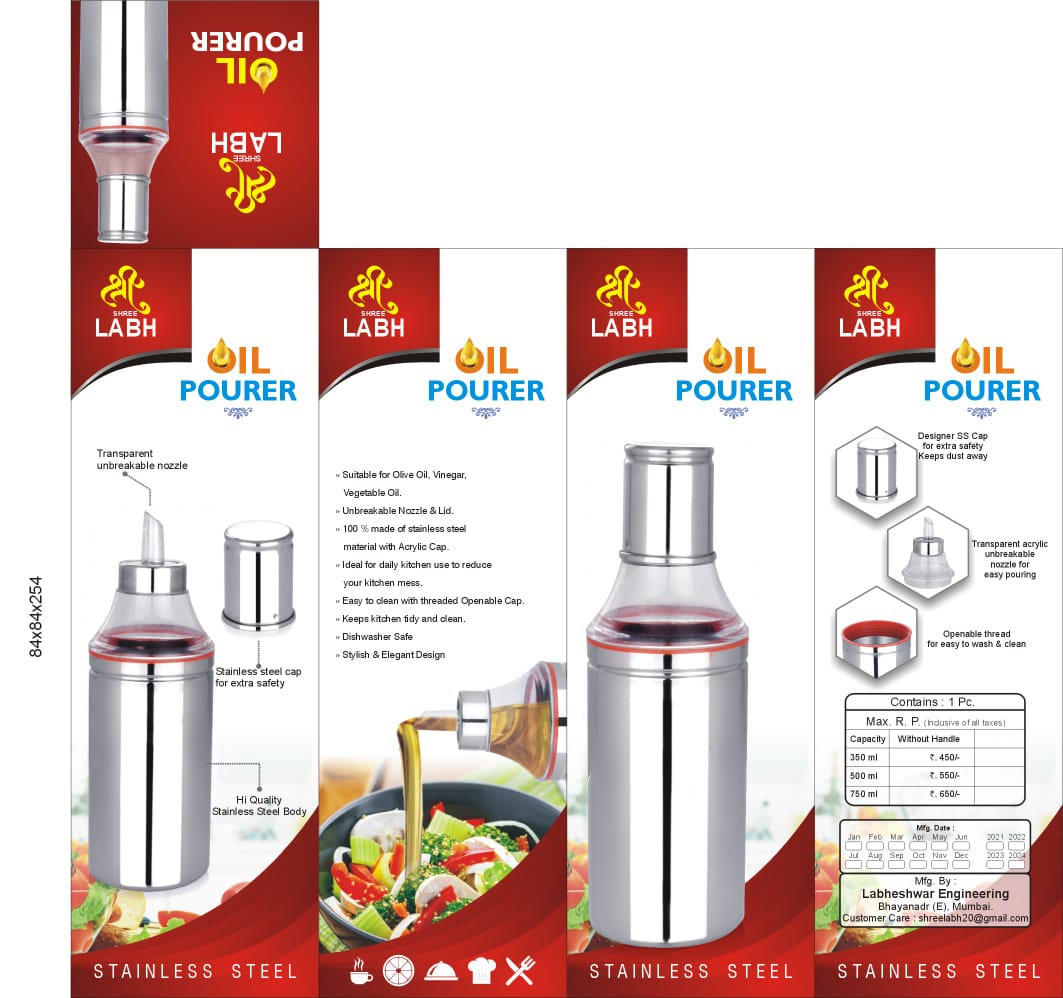 POURER
OIL
LABH
SHREE
श्री
श्री
SHREE
LABH
OIL
POURER
Transparent
unbreakable nozzle
Stainless steel cap
for extra safety
Hi Quality
Stainless Steel Body
STAINLESS STEEL
श्री
SHREE
LABH
OIL
POURER
» Suitable for Olive Oil, Vinegar,
Vegetable Oil.
» Unbreakable Nozzle & Lid.
» 100 % made of stainless steel
material with Acrylic Cap.
» Ideal for daily kitchen use to reduce
your kitchen mess.
» Easy to clean with threaded Openable Cap.
» Keeps kitchen tidy and clean.
» Dishwasher Safe
» Stylish & Elegant Design
श्री
SHREE
LABH
OIL
POURER
STAINLESS STEEL
श्री
SHREE
LABH
OIL
POURER
Designer SS Cap
for extra safety
Keeps dust away
Transparent acrylic
unbreakable
nozzle for
easy pouring
Openable thread
for easy to wash & clean
Contains : 1 Pc.
Max. R. P. (Inclusive of all taxes)
Capacity Without Handle
350 ml ₹. 450/-
500 ml ₹. 550/-
750 ml ₹. 650/-
Mfg. Date :
Jan Feb Mar Apr May Jun 2021 2022
Jul Aug Sep Oct Nov Dec 2023 2024
Mfg. By :
Labheshwar Engineering
Bhayanadr (E), Mumbai.
Customer Care : shreelabh20@gmail.com
STAINLESS STEEL
84x84x254